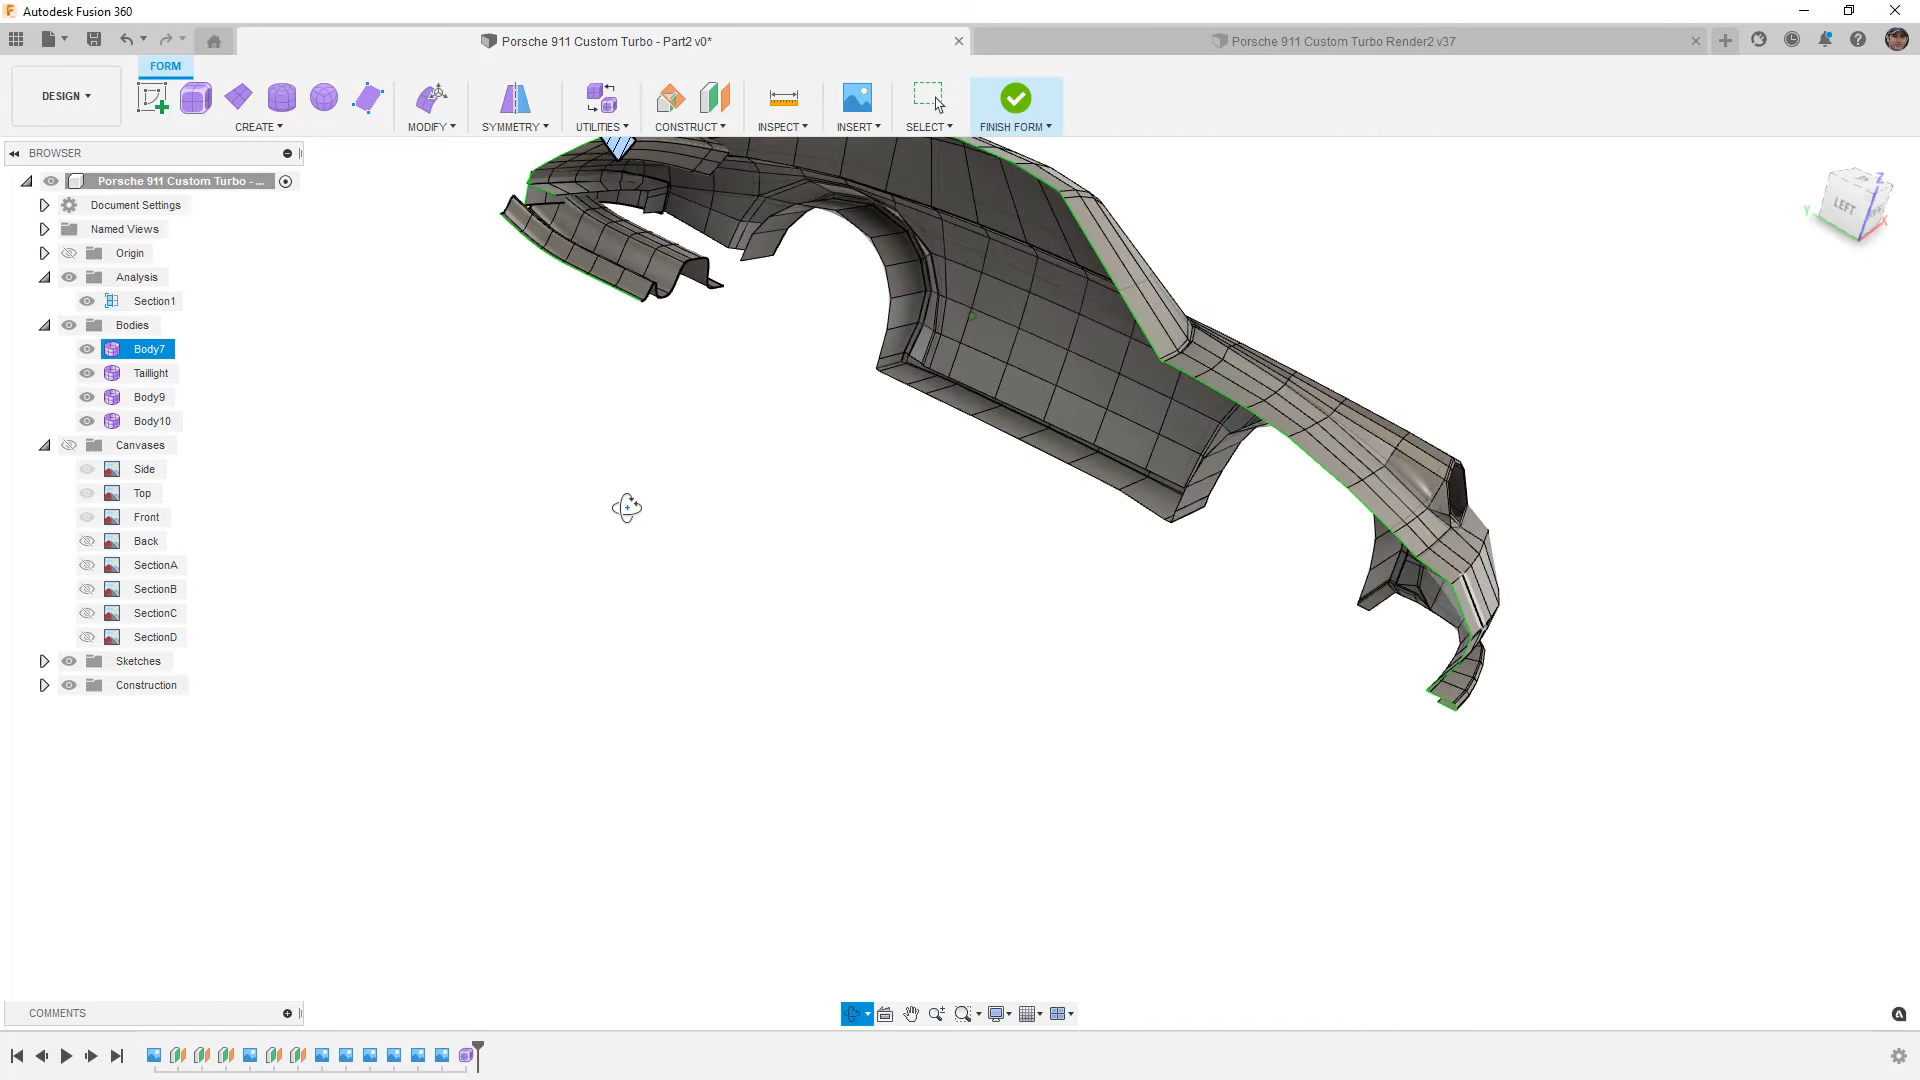 Autodesk Fusion 360
Porsche 911 Custom Turbo - Part2 v0*
Porsche 911 Custom Turbo Render2 v37
DESIGN
FORM
CREATE
MODIFY
SYMMETRY
UTILITIES
CONSTRUCT
INSPECT
INSERT
SELECT
FINISH FORM
BROWSER
Porsche 911 Custom Turbo - ...
Document Settings
Named Views
Origin
Analysis
Section1
Bodies
Body7
Taillight
Body9
Body10
Canvases
Side
Top
Front
Back
SectionA
SectionB
SectionC
SectionD
Sketches
Construction
LEFT
Z
Y
X
COMMENTS